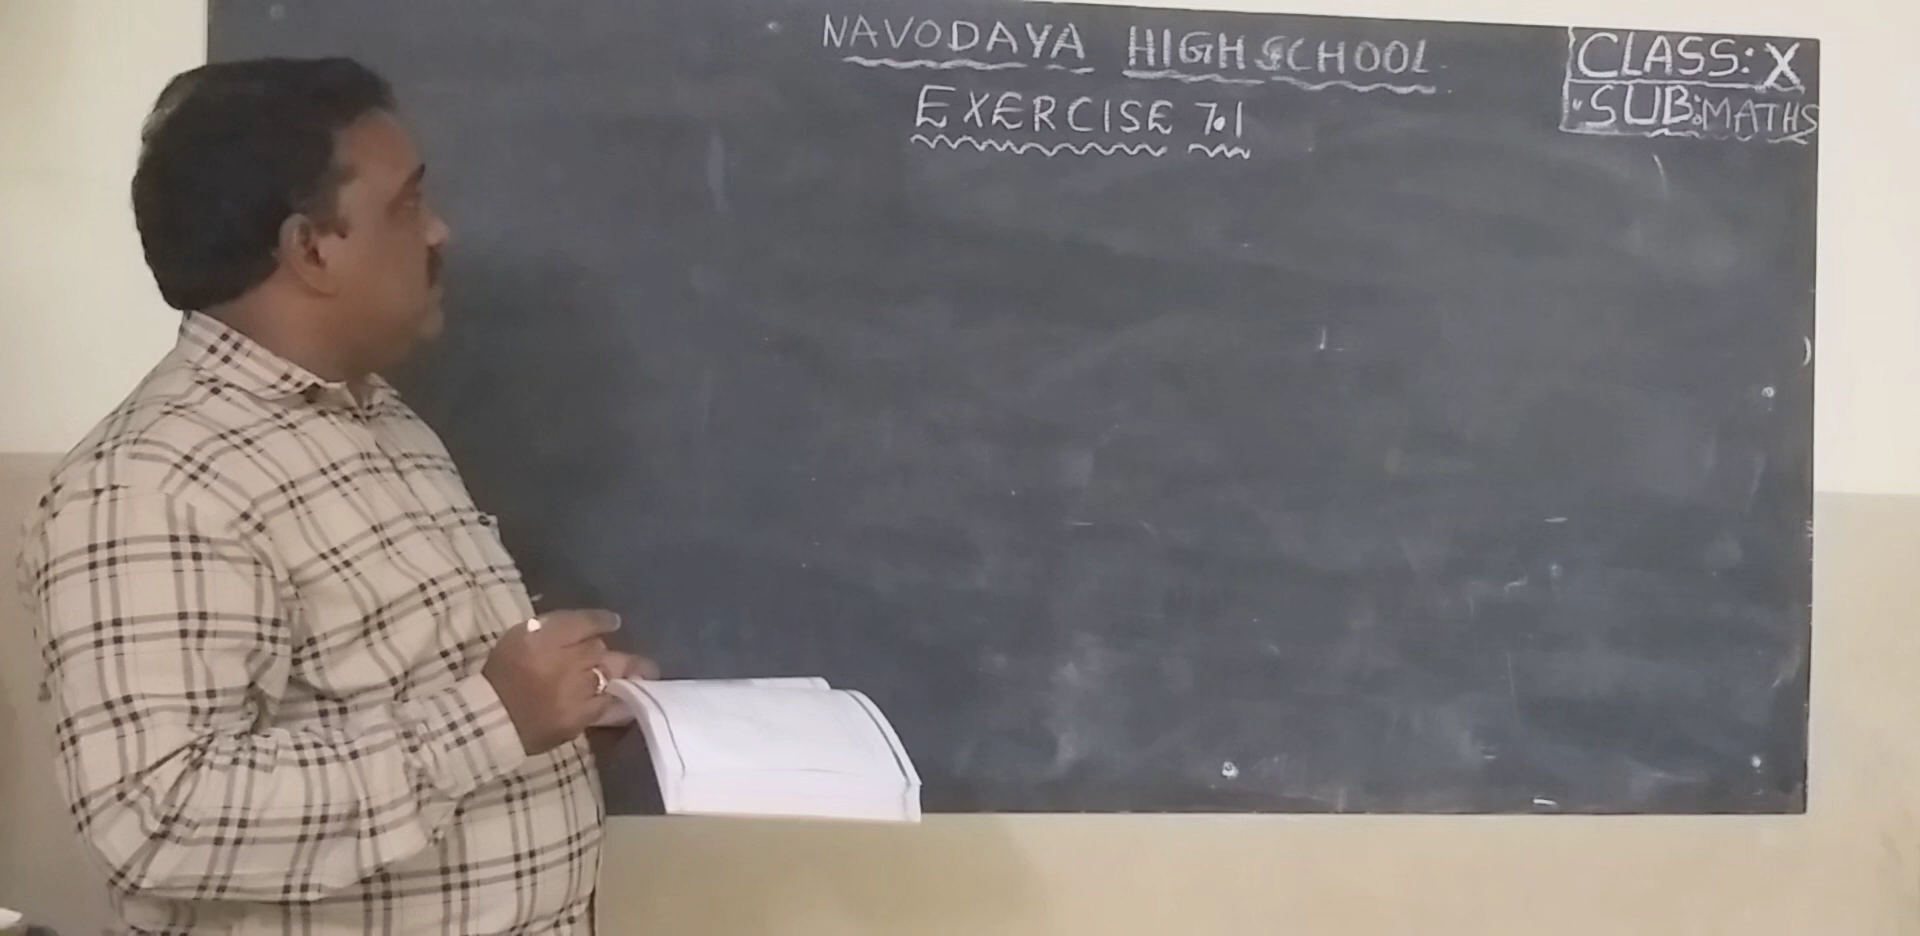 NAVODAYA HIGH SCHOOL
EXERCISE 7.1
CLASS: X
SUB: MATHS